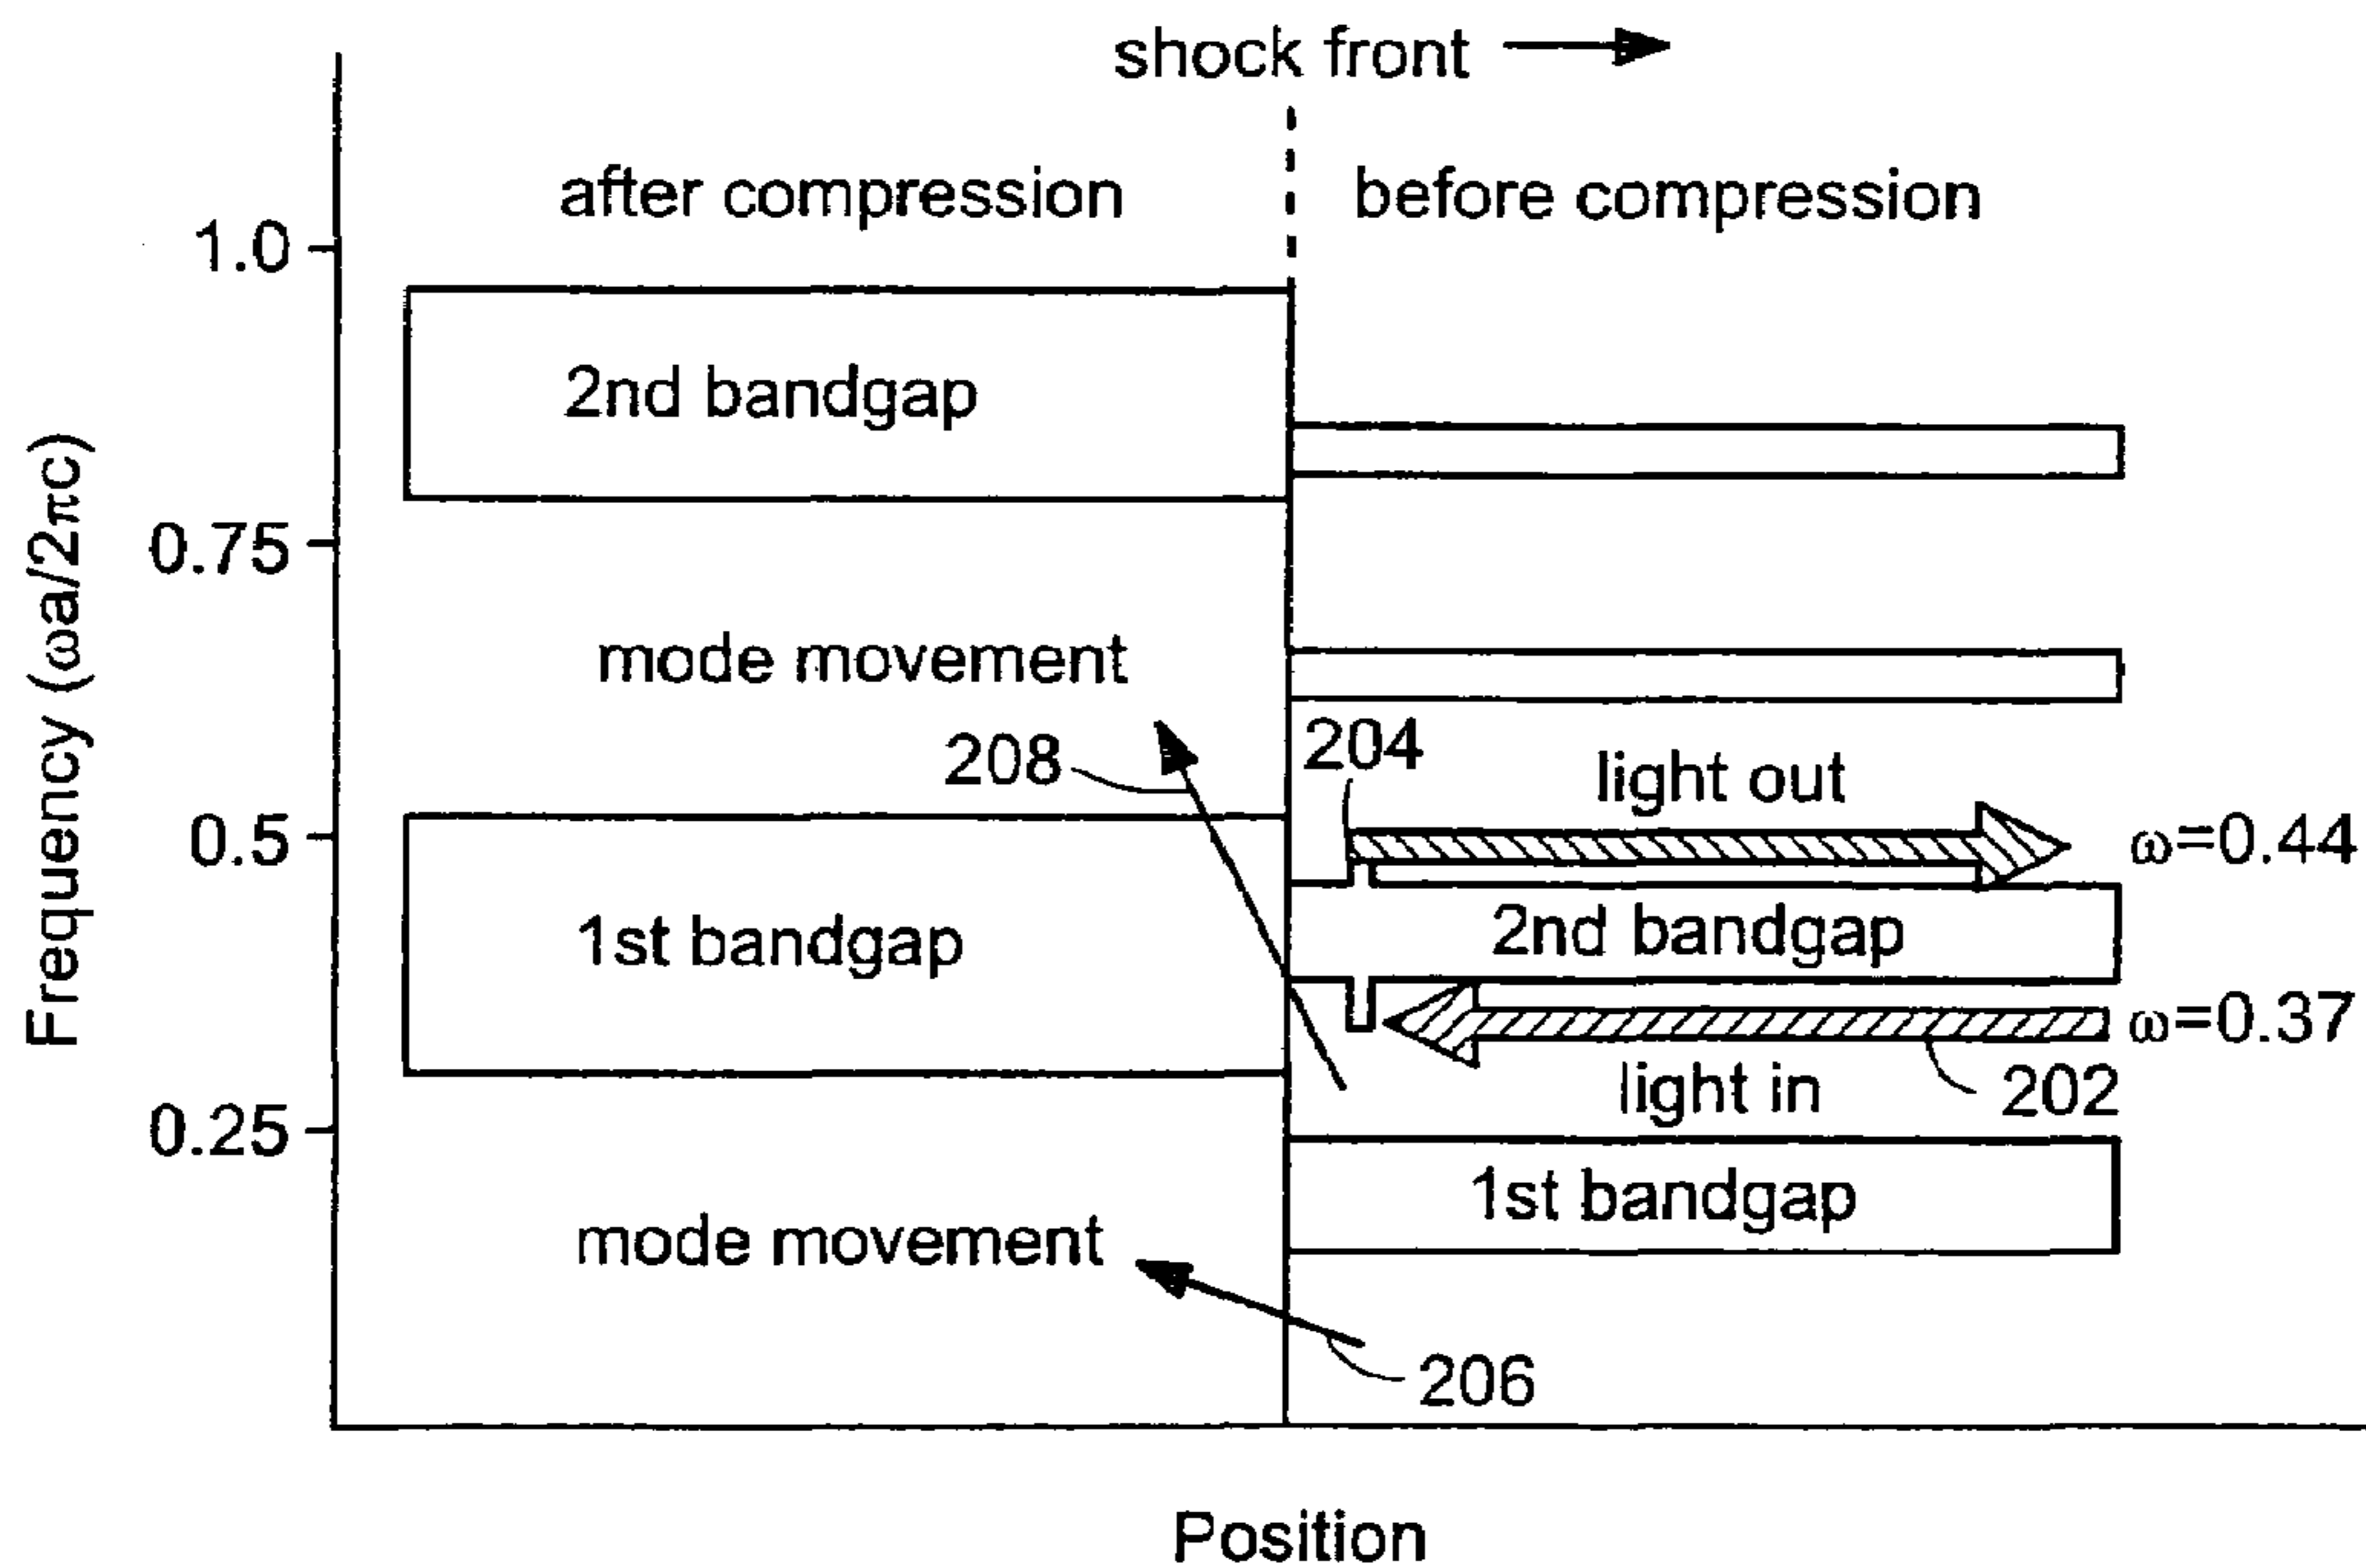 shock front
after compression
before compression
1.0
0.75
0.5
0.25
Frequency (ωa/2πc)
2nd bandgap
mode movement
208
204
light out
ω=0.44
1st bandgap
2nd bandgap
ω=0.37
202
light in
1st bandgap
mode movement
206
Position